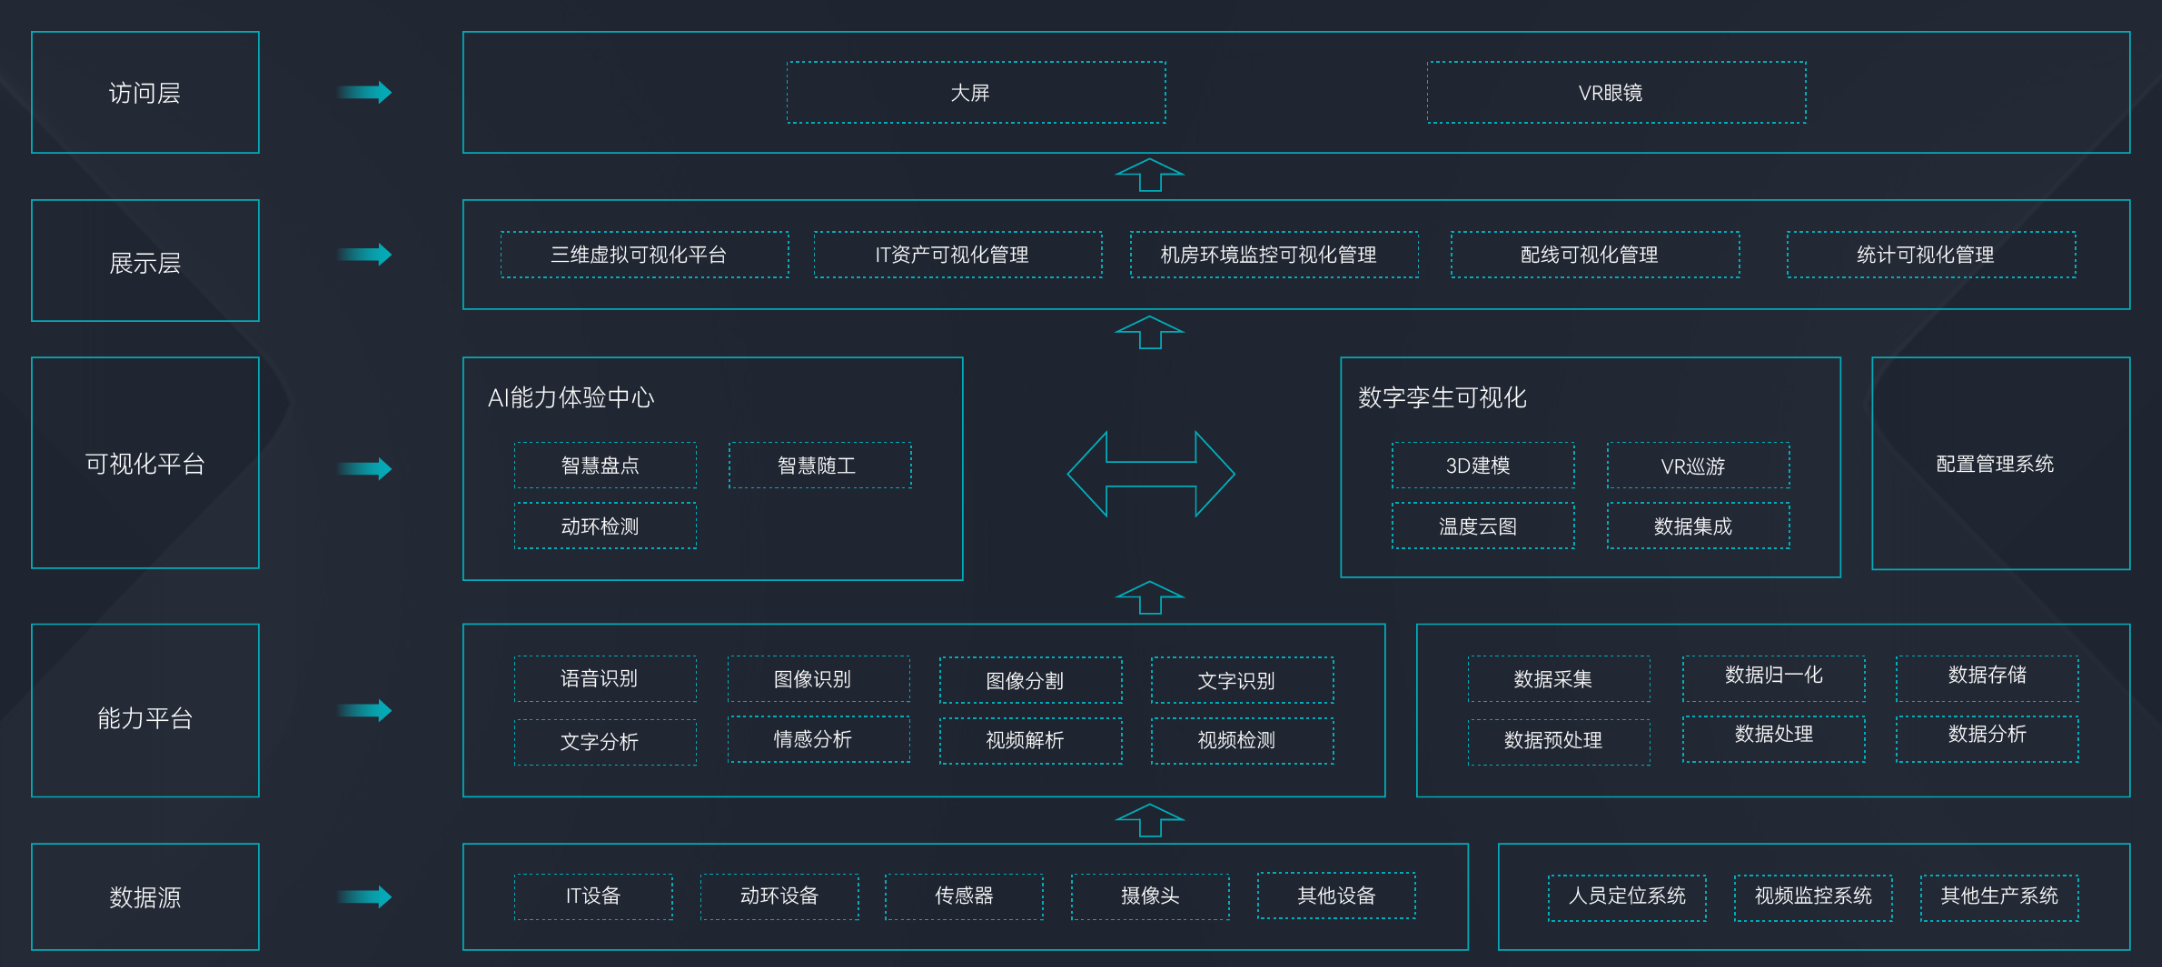 访问层
大屏
VR眼镜
展示层
三维虚拟可视化平台
IT资产可视化管理
机房环境监控可视化管理
配线可视化管理
统计可视化管理
可视化平台
AI能力体验中心
智慧盘点
智慧随工
动环检测
数字孪生可视化
3D建模
VR巡游
温度云图
数据集成
配置管理系统
能力平台
语音识别
图像识别
图像分割
文字识别
文字分析
情感分析
视频解析
视频检测
数据采集
数据归一化
数据存储
数据预处理
数据处理
数据分析
数据源
IT设备
动环设备
传感器
摄像头
其他设备
人员定位系统
视频监控系统
其他生产系统